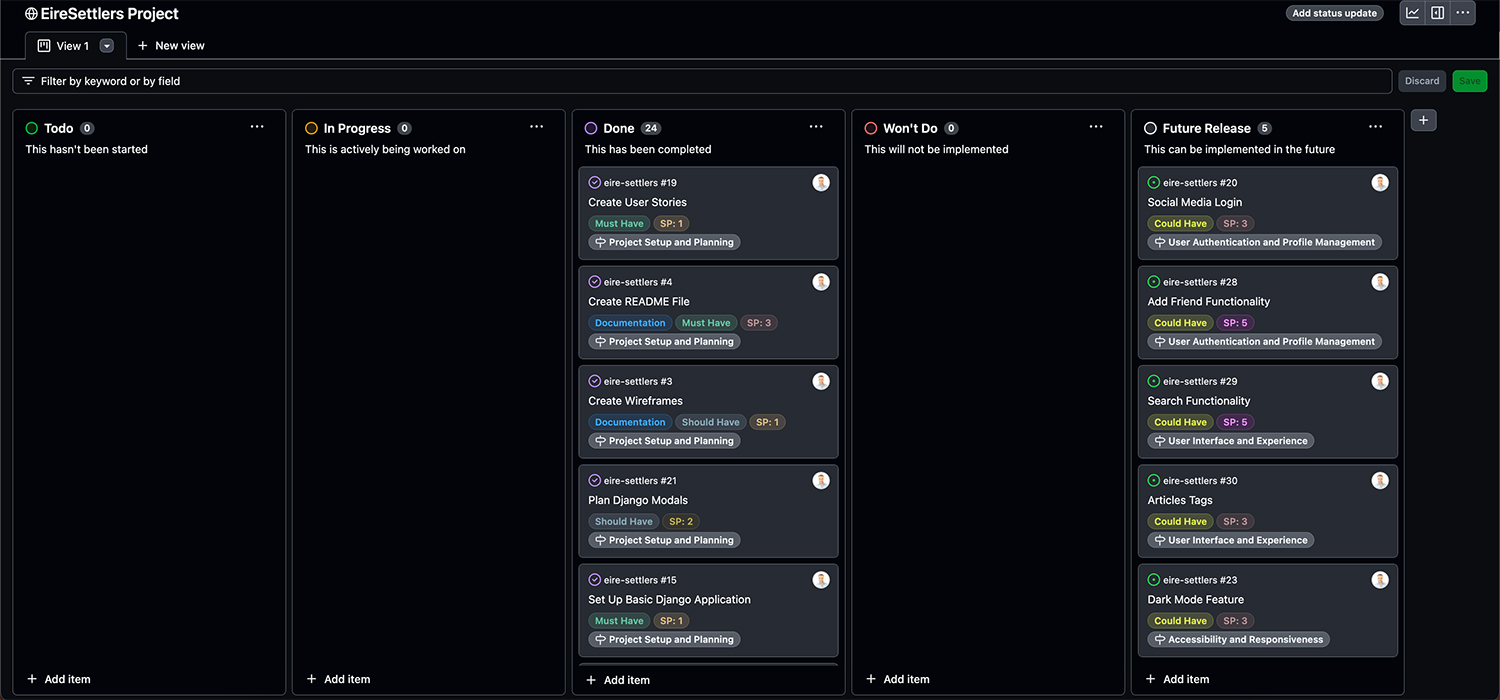 EireSettlers Project
Add status update
View 1
New view
Filter by keyword or by field
Discard
Save
Todo 0
This hasn't been started
Add item
In Progress 0
This is actively being worked on
Add item
Done 24
This has been completed
eire-settlers #19
Create User Stories
Must Have SP: 1
Project Setup and Planning
eire-settlers #4
Create README File
Documentation Must Have SP: 3
Project Setup and Planning
eire-settlers #3
Create Wireframes
Documentation Should Have SP: 1
Project Setup and Planning
eire-settlers #21
Plan Django Modals
Should Have SP: 2
Project Setup and Planning
eire-settlers #15
Set Up Basic Django Application
Must Have SP: 1
Project Setup and Planning
Add item
Won't Do 0
This will not be implemented
Add item
Future Release 5
This can be implemented in the future
eire-settlers #20
Social Media Login
Could Have SP: 3
User Authentication and Profile Management
eire-settlers #28
Add Friend Functionality
Could Have SP: 5
User Authentication and Profile Management
eire-settlers #29
Search Functionality
Could Have SP: 5
User Interface and Experience
eire-settlers #30
Articles Tags
Could Have SP: 3
User Interface and Experience
eire-settlers #23
Dark Mode Feature
Could Have SP: 3
Accessibility and Responsiveness
Add item